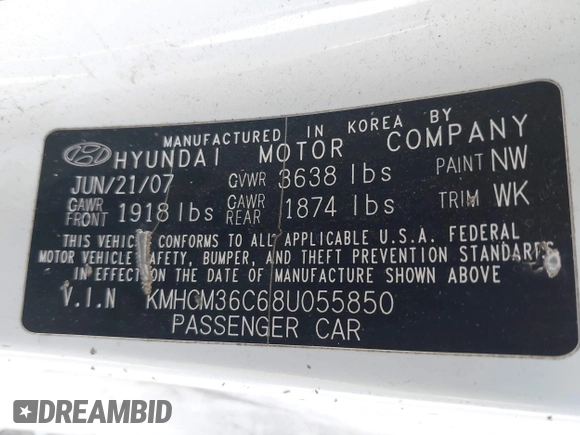 MANUFACTURED IN KOREA BY
HYUNDAI MOTOR COMPANY
JUN/21/07 GVWR 3638 lbs PAINT NW
GAWR FRONT 1918 lbs GAWR REAR 1874 lbs TRIM WK
THIS VEHICLE CONFORMS TO ALL APPLICABLE U.S.A. FEDERAL
MOTOR VEHICLE SAFETY, BUMPER, AND THEFT PREVENTION STANDARDS
IN EFFECT ON THE DATE OF MANUFACTURE SHOWN ABOVE
V.I.N KMHCM36C68U055850
PASSENGER CAR
DREAMBID